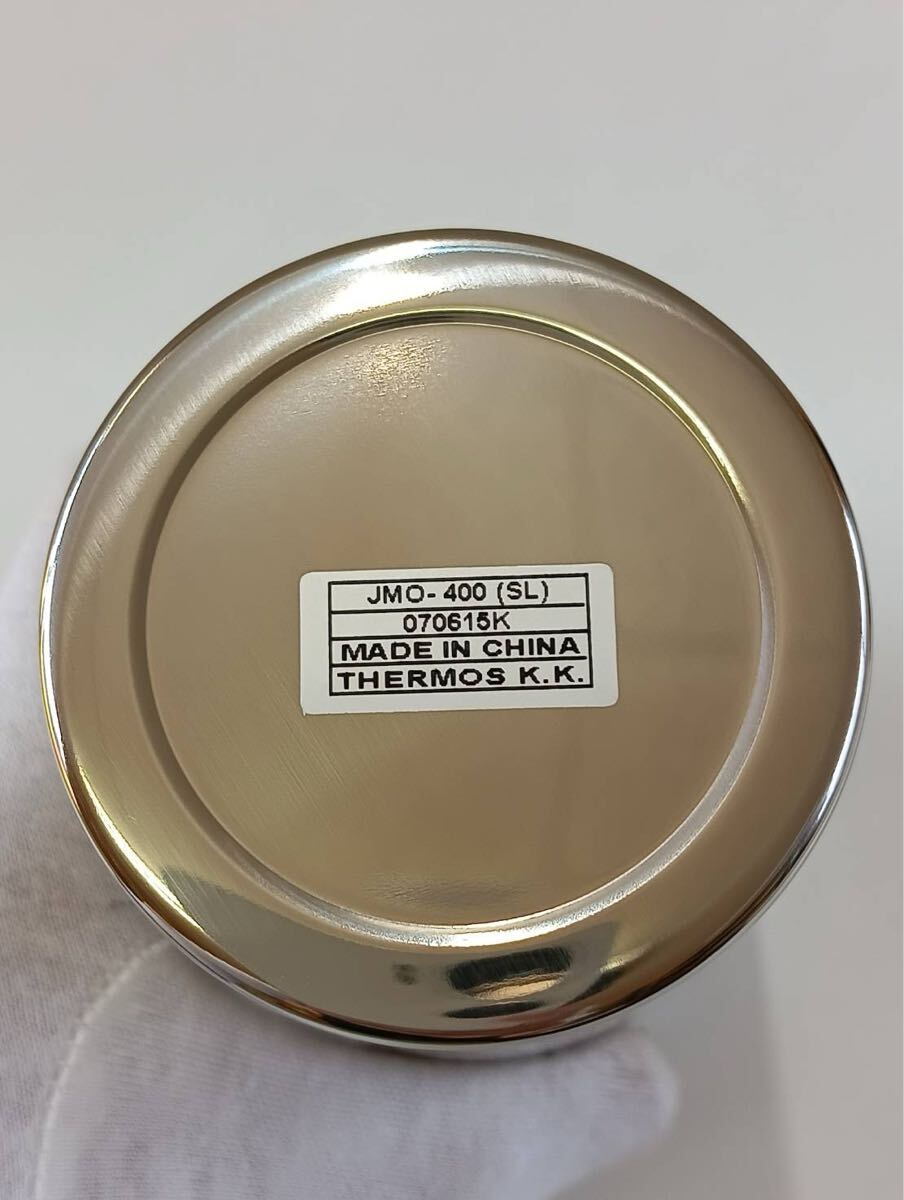 JMO- 400 (SL)
070615K
MADE IN CHINA
THERMOS K.K.